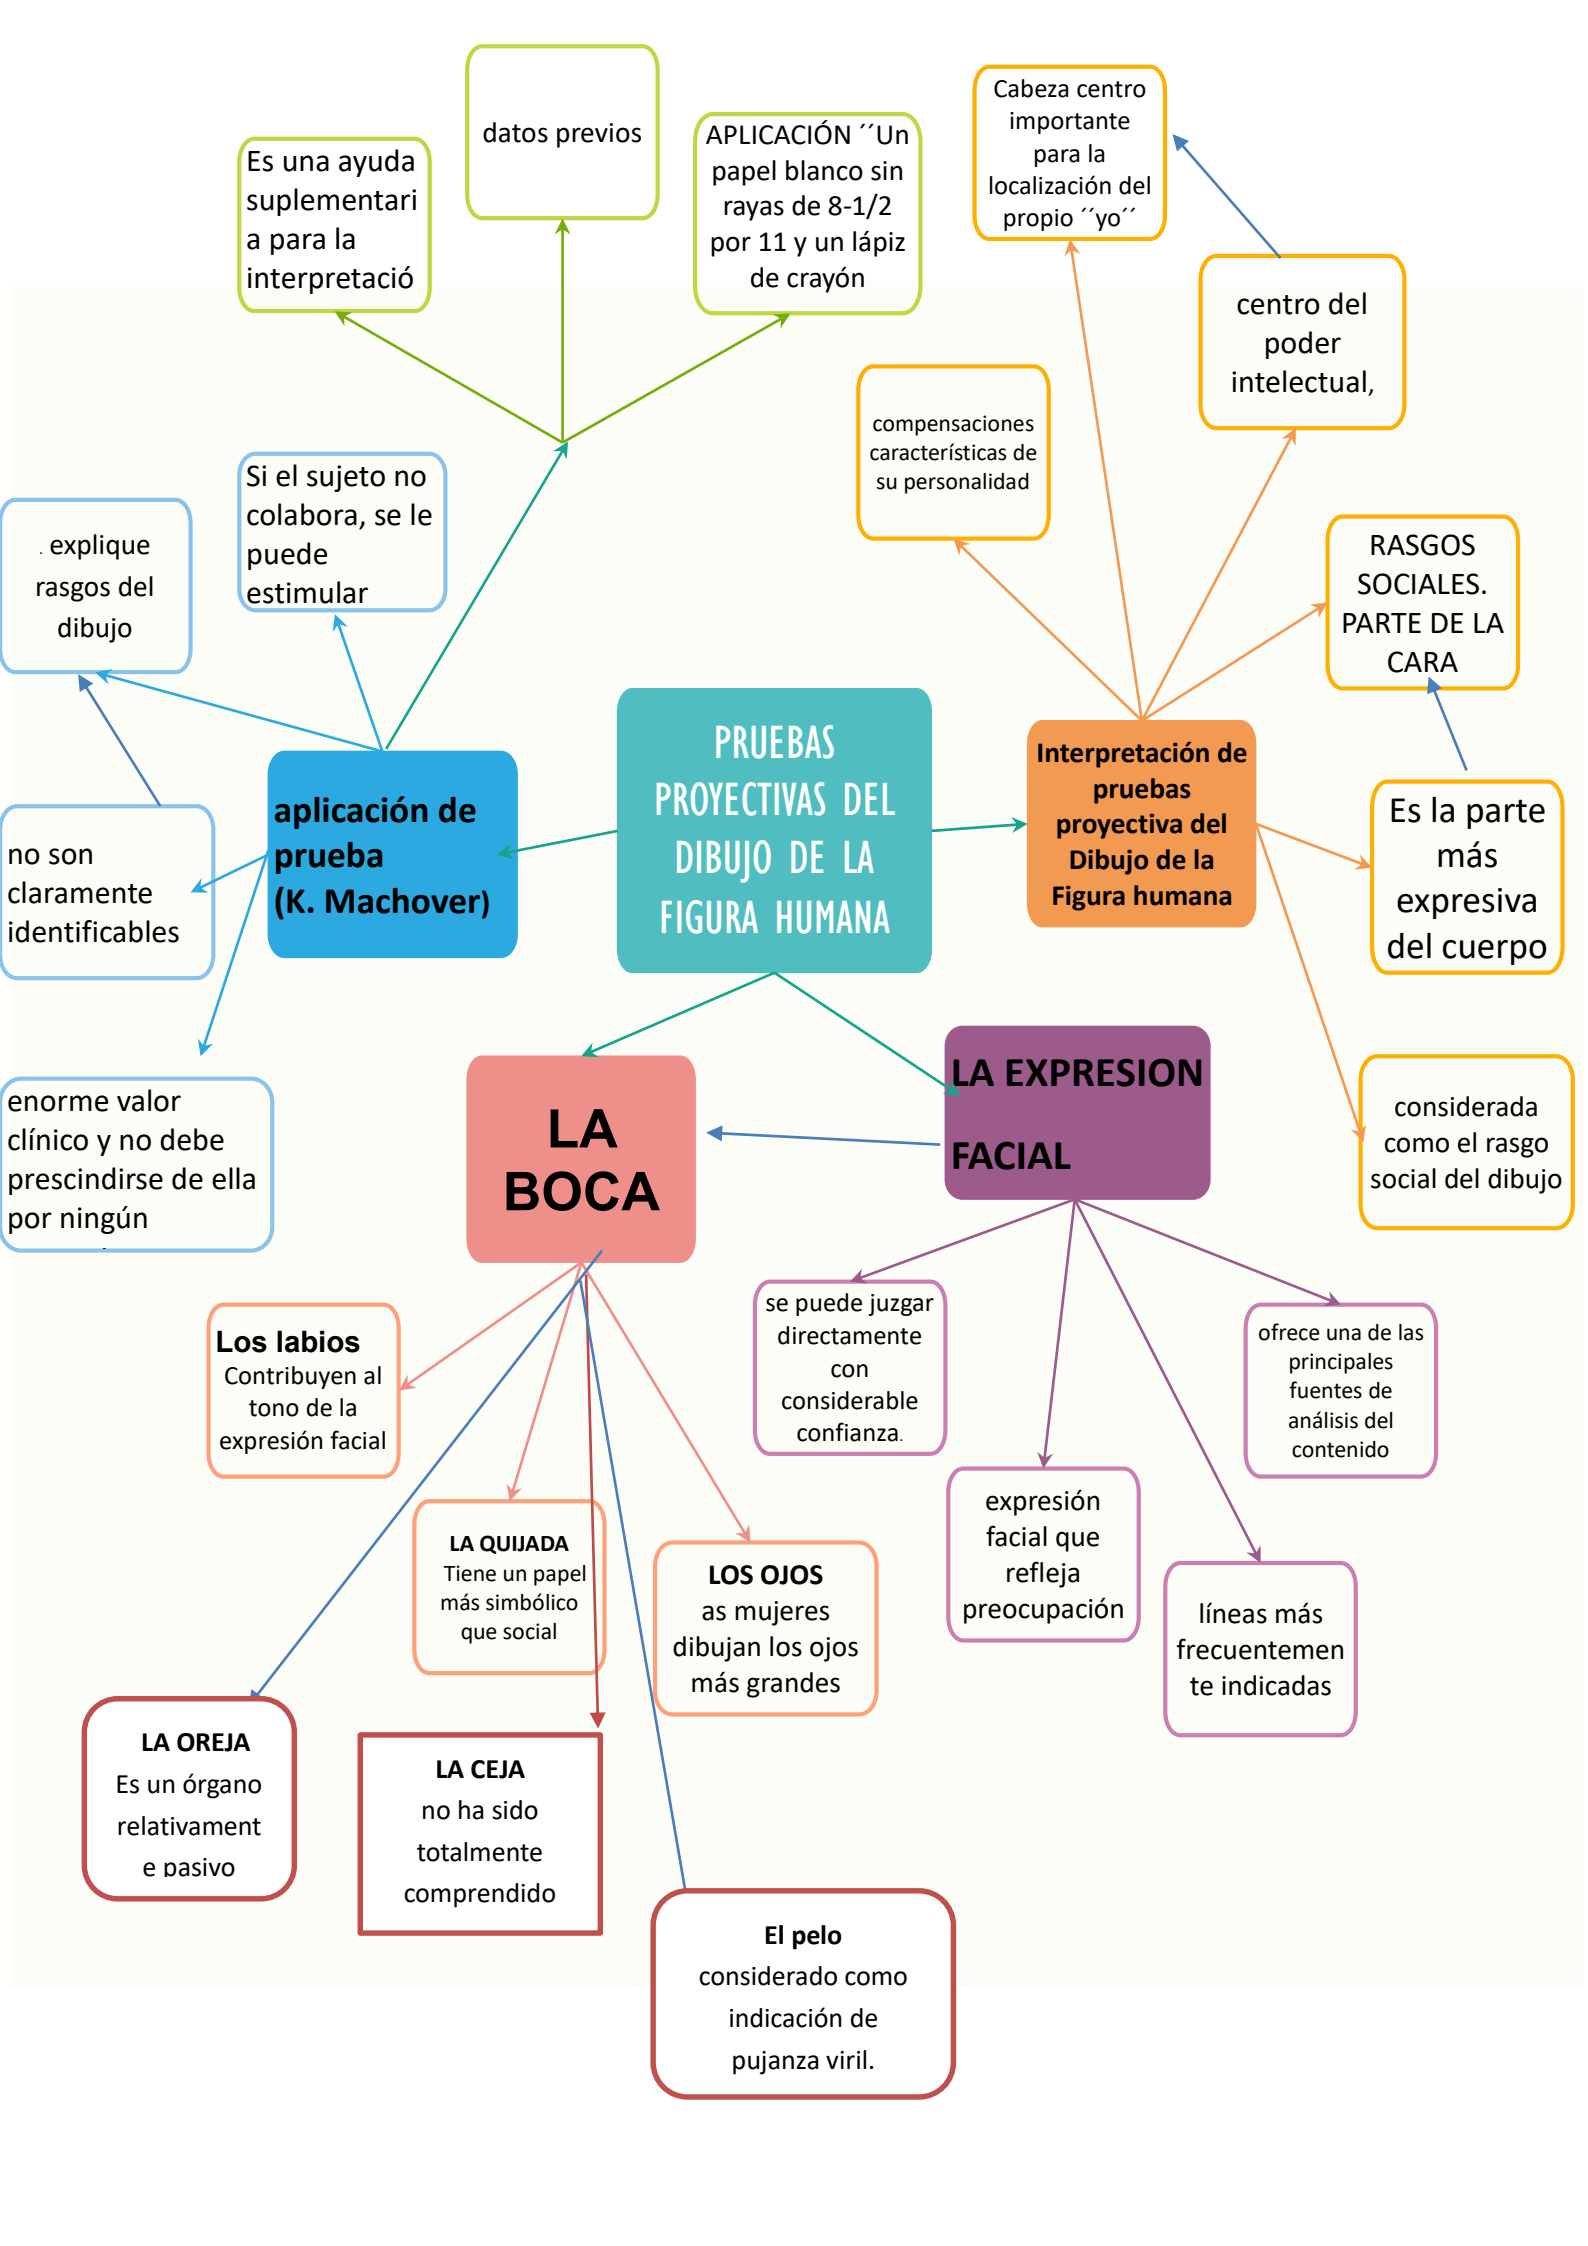 datos previos
Es una ayuda
suplementari
a para la
interpretació
APLICACIÓN ´´Un
papel blanco sin
rayas de 8-1/2
por 11 y un lápiz
de crayón
Cabeza centro
importante
para la
localización del
propio ´´yo´´
centro del
poder
intelectual,
compensaciones
características de
su personalidad
Si el sujeto no
colabora, se le
puede
estimular
. explique
rasgos del
dibujo
RASGOS
SOCIALES.
PARTE DE LA
CARA
PRUEBAS
PROYECTIVAS DEL
DIBUJO DE LA
FIGURA HUMANA
aplicación de
prueba
(K. Machover)
Interpretación de
pruebas
proyectiva del
Dibujo de la
Figura humana
no son
claramente
identificables
Es la parte
más
expresiva
del cuerpo
enorme valor
clínico y no debe
prescindirse de ella
por ningún
LA
BOCA
LA EXPRESION
FACIAL
considerada
como el rasgo
social del dibujo
Los labios
Contribuyen al
tono de la
expresión facial
se puede juzgar
directamente
con
considerable
confianza.
ofrece una de las
principales
fuentes de
análisis del
contenido
LA QUIJADA
Tiene un papel
más simbólico
que social
LOS OJOS
as mujeres
dibujan los ojos
más grandes
expresión
facial que
refleja
preocupación
líneas más
frecuentemen
te indicadas
LA OREJA
Es un órgano
relativament
e pasivo
LA CEJA
no ha sido
totalmente
comprendido
El pelo
considerado como
indicación de
pujanza viril.